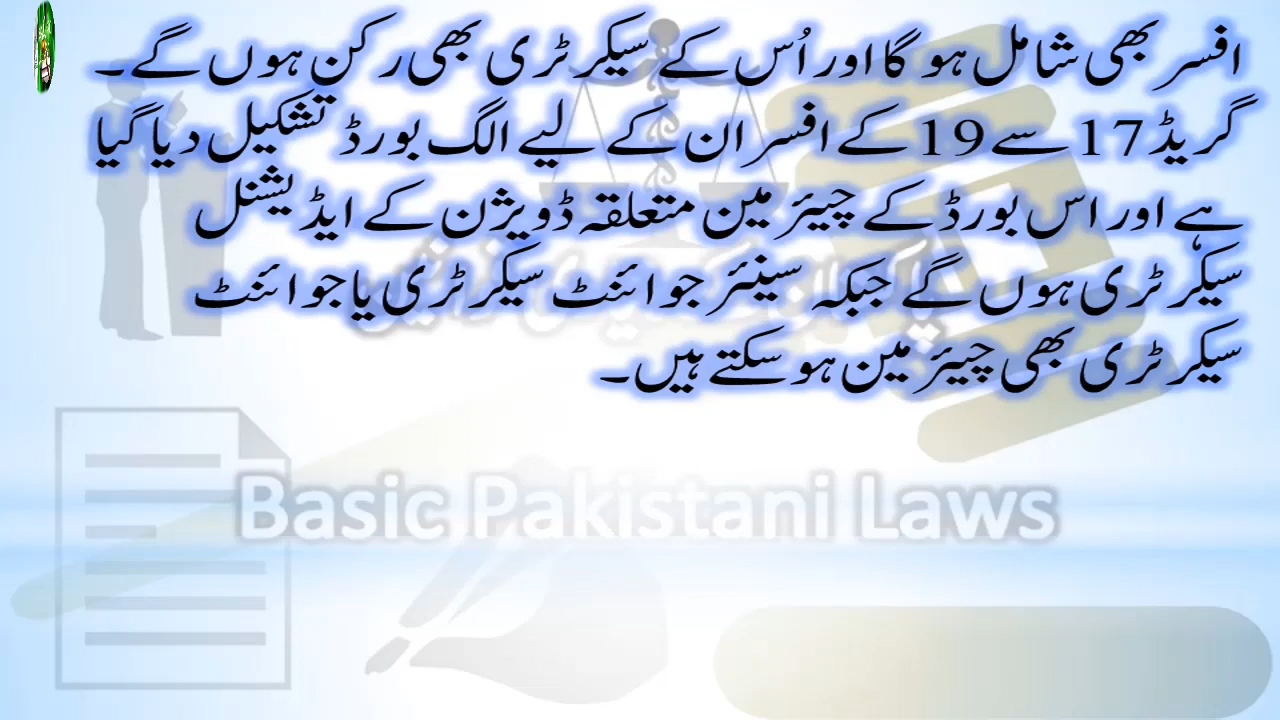 افسر بھی شامل ہو گا اور اُس کے سیکرٹری بھی رکن ہوں گے۔
گریڈ 17 سے 19 کے افسران کے لیے الگ بورڈ تشکیل دیا گیا
ہے اور اس بورڈ کے چیئرمین متعلقہ ڈویژن کے ایڈیشنل
سیکرٹری ہوں گے جبکہ سینئر جوائنٹ سیکرٹری یا جوائنٹ
سیکرٹری بھی چیئرمین ہو سکتے ہیں۔
Basic Pakistani Laws